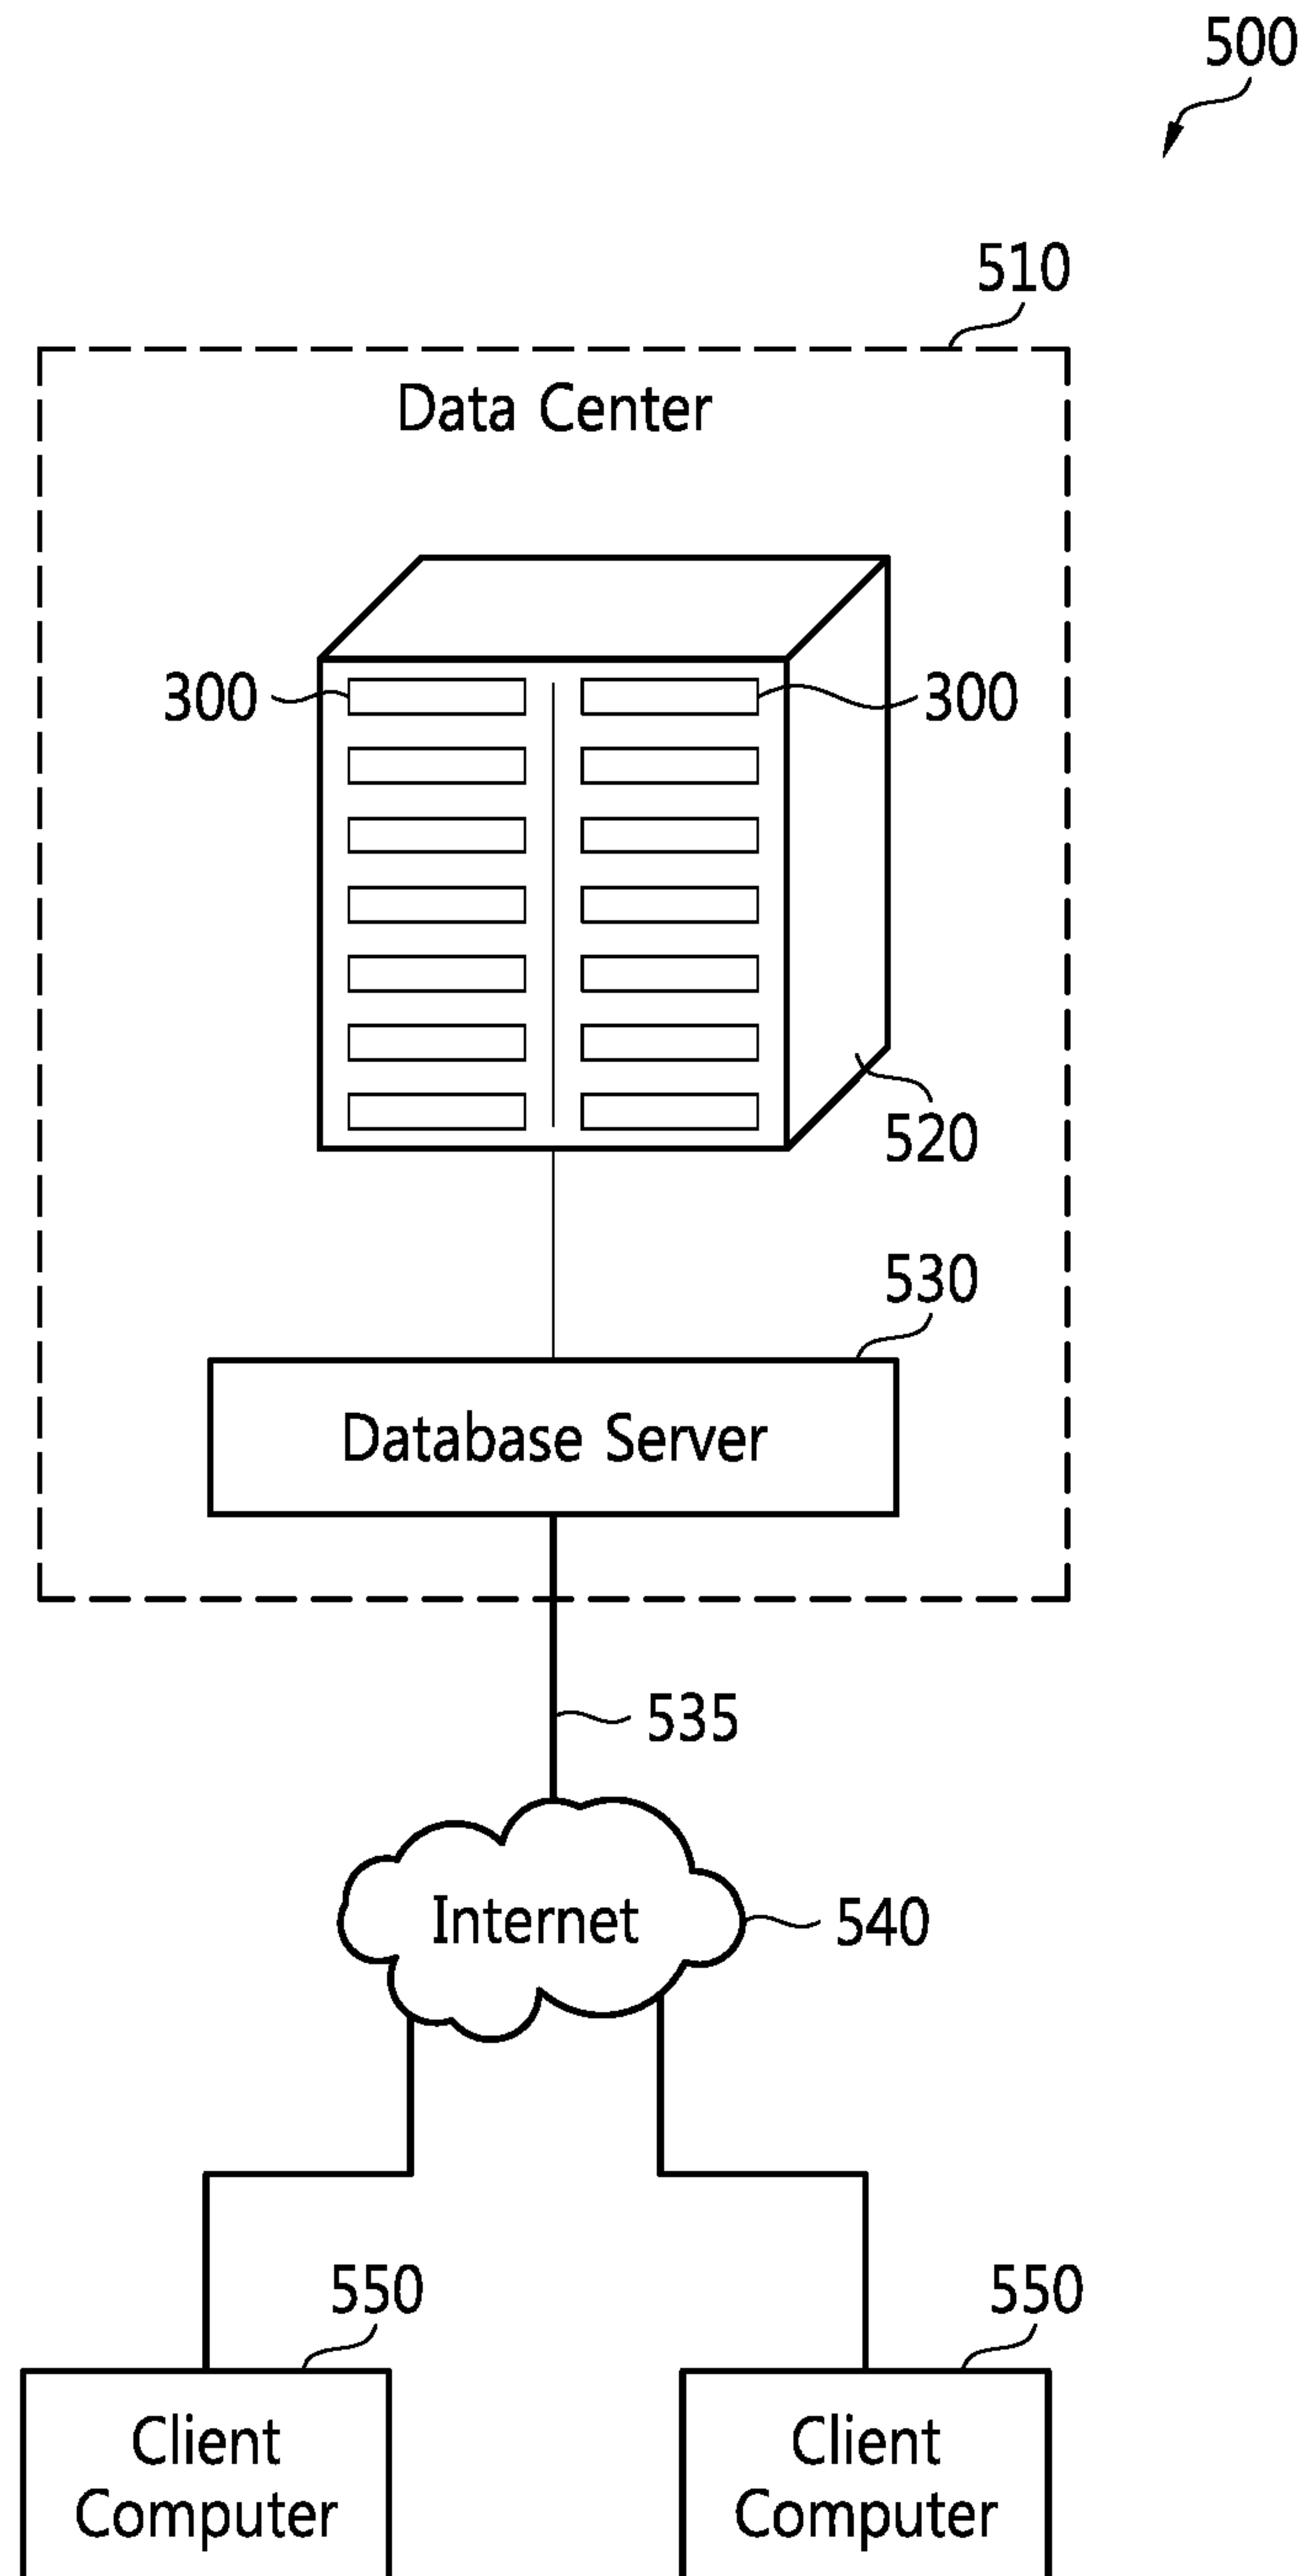 500
510
Data Center
300
300
520
530
Database Server
535
Internet
540
550
550
Client
Computer
Client
Computer